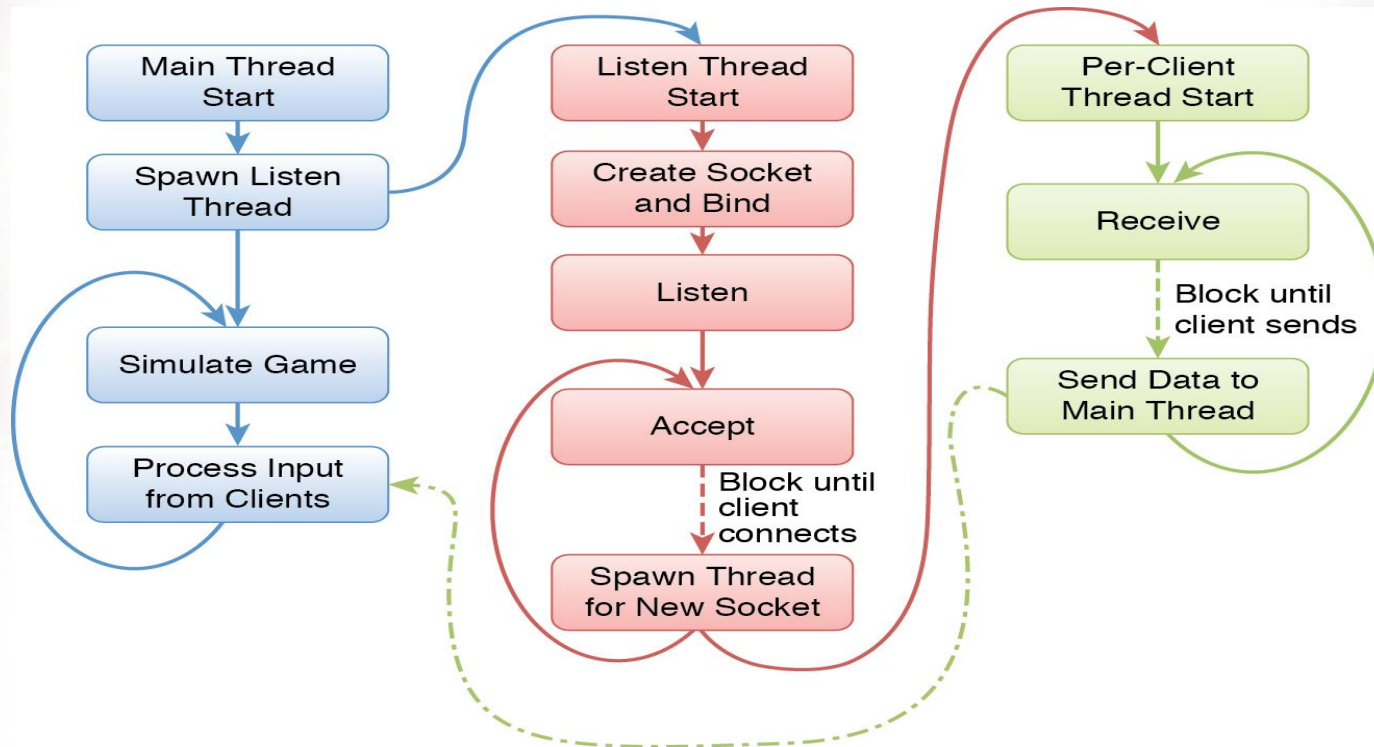 Main Thread
Start
Spawn Listen
Thread
Simulate Game
Process Input
from Clients
Listen Thread
Start
Create Socket
and Bind
Listen
Accept
Block until
client
connects
Spawn Thread
for New Socket
Per-Client
Thread Start
Receive
Block until
client sends
Send Data to
Main Thread